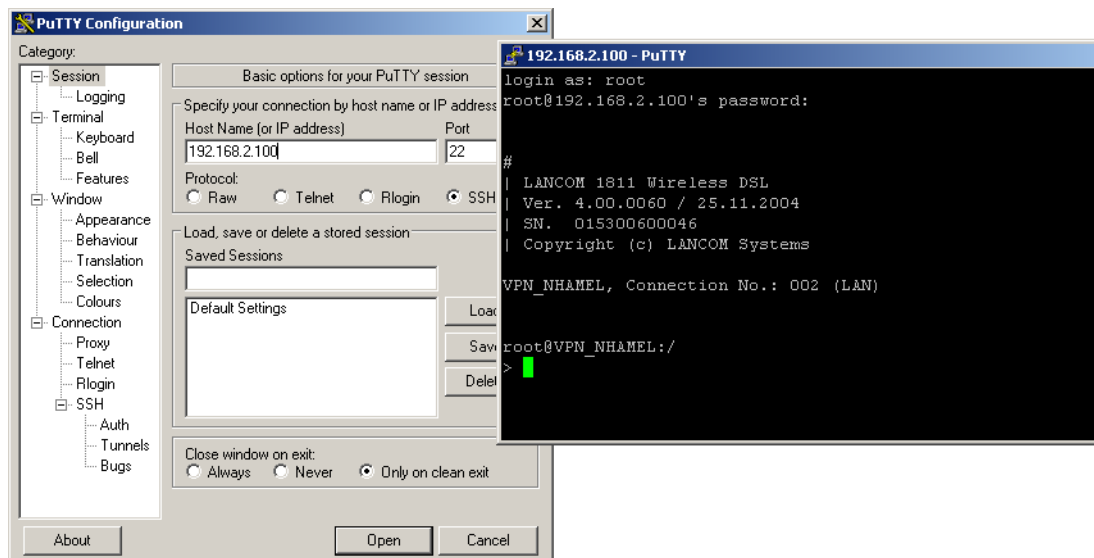 PuTTY Configuration
Category:
Session
Logging
Terminal
Keyboard
Bell
Features
Window
Appearance
Behaviour
Translation
Selection
Colours
Connection
Proxy
Telnet
Rlogin
SSH
Auth
Tunnels
Bugs
Basic options for your PuTTY session
Specify your connection by host name or IP address
Host Name (or IP address) Port
192.168.2.100 22
Protocol:
Raw Telnet Rlogin SSH
Load, save or delete a stored session
Saved Sessions
Default Settings
Load
Save
Delet
Close window on exit:
Always Never Only on clean exit
About Open Cancel
192.168.2.100 - PuTTY
login as: root
root@192.168.2.100's password:
#
| LANCOM 1811 Wireless DSL
| Ver. 4.00.0060 / 25.11.2004
| SN. 015300600046
| Copyright (c) LANCOM Systems
VPN_NHAMEL, Connection No.: 002 (LAN)
root@VPN_NHAMEL:/
>